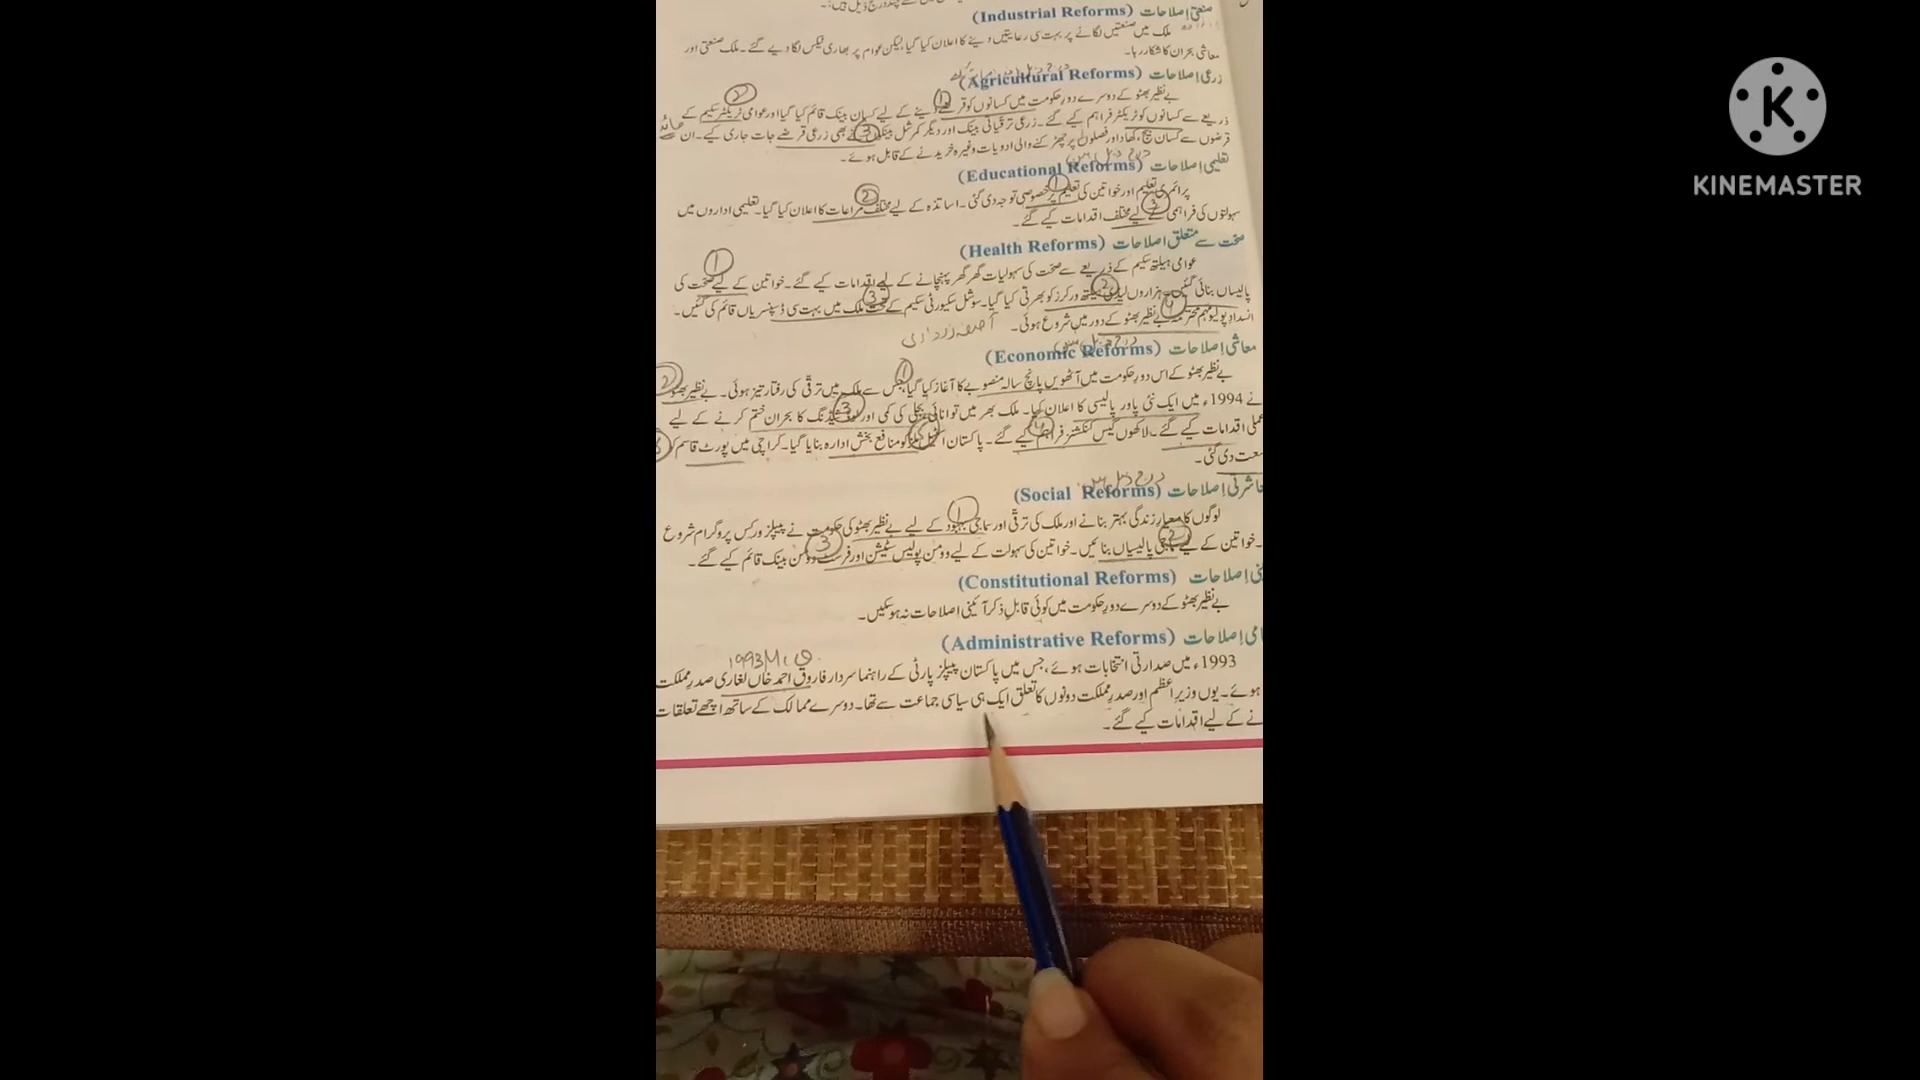 صنعتی اصلاحات (Industrial Reforms)
ملک میں صنعتیں لگانے پر بہت سی رعایتیں دینے کا اعلان کیا گیا لیکن عوام پر بھاری ٹیکس لگا دیے گئے۔ ملک صنعتی اور
معاشی بحران کا شکار رہا۔
زرعی اصلاحات (Agricultural Reforms)
بے نظیر بھٹو کے دوسرے دورِ حکومت میں کسانوں کو قرضے دینے کے لیے کسان بینک قائم کیا گیا اور عوامی ٹریکٹر سکیم کے
ذریعے سے کسانوں کو ٹریکٹر فراہم کیے گئے۔ زرعی ترقیاتی بینک اور دیگر کمرشل بینکوں نے بھی زرعی قرضے جات جاری کیے۔ ان
قرضوں سے کسان بیج، کھاد اور فصلوں پر چھڑکنے والی ادویات وغیرہ خریدنے کے قابل ہوئے۔
تعلیمی اصلاحات (Educational Reforms)
پرائمری تعلیم اور خواتین کی تعلیم پر خصوصی توجہ دی گئی۔ اساتذہ کے لیے مختلف مراعات کا اعلان کیا گیا۔ تعلیمی اداروں میں
سہولتوں کی فراہمی کے لیے مختلف اقدامات کیے گئے۔
صحت سے متعلق اصلاحات (Health Reforms)
عوامی ہیلتھ سکیم کے ذریعے سے صحت کی سہولیات گھر گھر پہنچانے کے لیے اقدامات کیے گئے۔ خواتین کے لیے صحت کی
پالیساں بنائی گئیں۔ ہزاروں لیڈی ہیلتھ ورکرز کو بھرتی کیا گیا۔ سوشل سکیورٹی سکیم کے تحت ملک میں بہت سی ڈسپنسریاں قائم کی گئیں۔
انسدادِ پولیو مہم محترمہ بے نظیر بھٹو کے دور میں شروع ہوئی۔ آصفہ زرداری
معاشی اصلاحات (Economic Reforms)
بے نظیر بھٹو کے اس دورِ حکومت میں آٹھویں پانچ سالہ منصوبے کا آغاز کیا گیا جس سے ملک میں ترقی کی رفتار تیز ہوئی۔ بے نظیر بھٹو
نے 1994ء میں ایک نئی پاور پالیسی کا اعلان کیا۔ ملک بھر میں توانائی بجلی کی کمی اور لوڈ شیڈنگ کا بحران ختم کرنے کے لیے
عملی اقدامات کیے گئے۔ لاکھوں گیس کنکشنز فراہم کیے گئے۔ پاکستان اسٹیل ملز کو منافع بخش ادارہ بنایا گیا۔ کراچی میں پورٹ قاسم کو
سعت دی گئی۔
عاشرتی اصلاحات (Social Reforms)
لوگوں کا معیارِ زندگی بہتر بنانے اور ملک کی ترقی اور سماجی بہبود کے لیے بے نظیر بھٹو کی حکومت نے پیپلز ورکس پروگرام شروع
۔ خواتین کے لیے سماجی پالیسیاں بنائیں۔ خواتین کی سہولت کے لیے وومن پولیس سٹیشن اور فرسٹ وومن بینک قائم کیے گئے۔
ئنی اصلاحات (Constitutional Reforms)
بے نظیر بھٹو کے دوسرے دورِ حکومت میں کوئی قابلِ ذکر آئینی اصلاحات نہ ہو سکیں۔
امی اصلاحات (Administrative Reforms)
1993ء میں صدارتی انتخابات ہوئے، جس میں پاکستان پیپلز پارٹی کے راہنما سردار فاروق احمد خاں لغاری صدرِ مملکت
ہوئے۔ یوں وزیرِ اعظم اور صدرِ مملکت دونوں کا تعلق ایک ہی سیاسی جماعت سے تھا۔ دوسرے ممالک کے ساتھ اچھے تعلقات
نے کے لیے اقدامات کیے گئے۔
KINEMASTER